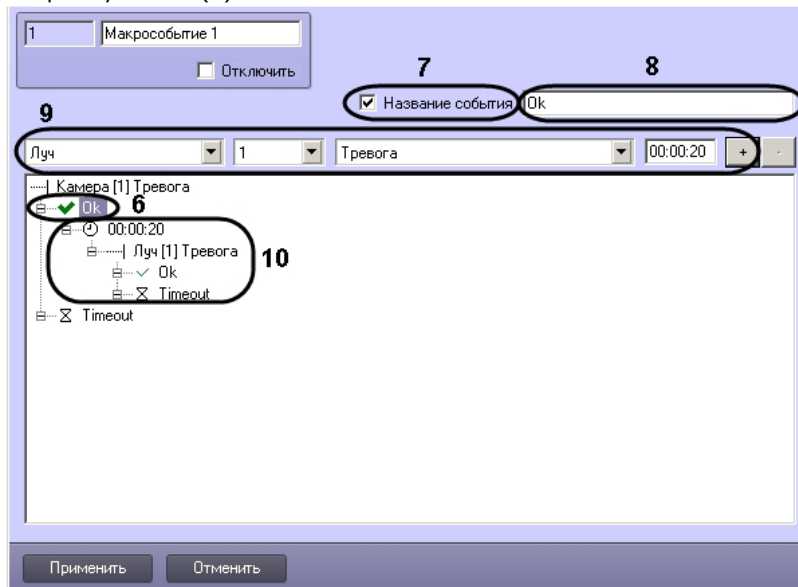 1 Макрособытие 1
Отключить
7 8
Название события Ok
9
Луч 1 Тревога 00:00:20 + -
Камера [1] Тревога
Ok 6
00:00:20
Луч [1] Тревога 10
Ok
Timeout
Timeout
Применить Отменить